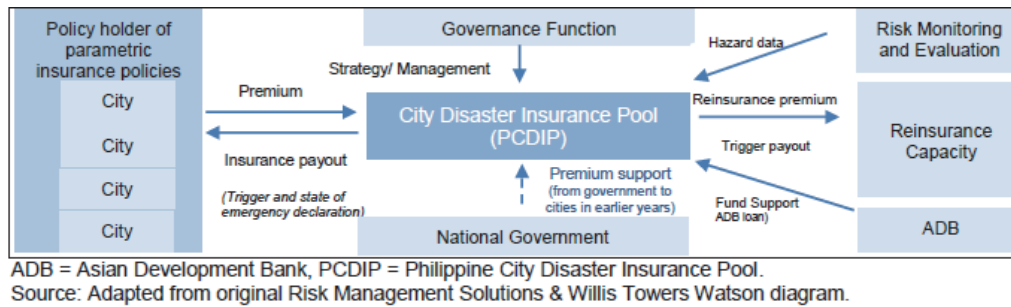 Policy holder of
parametric
insurance policies
City
City
City
City
Premium
Insurance payout
(Trigger and state of
emergency declaration)
Governance Function
Strategy/ Management
City Disaster Insurance Pool
(PCDIP)
Premium support
(from government to
cities in earlier years)
National Government
Hazard data
Reinsurance premium
Trigger payout
Fund Support
ADB loan)
Risk Monitoring
and Evaluation
Reinsurance
Capacity
ADB
ADB = Asian Development Bank, PCDIP = Philippine City Disaster Insurance Pool.
Source: Adapted from original Risk Management Solutions & Willis Towers Watson diagram.